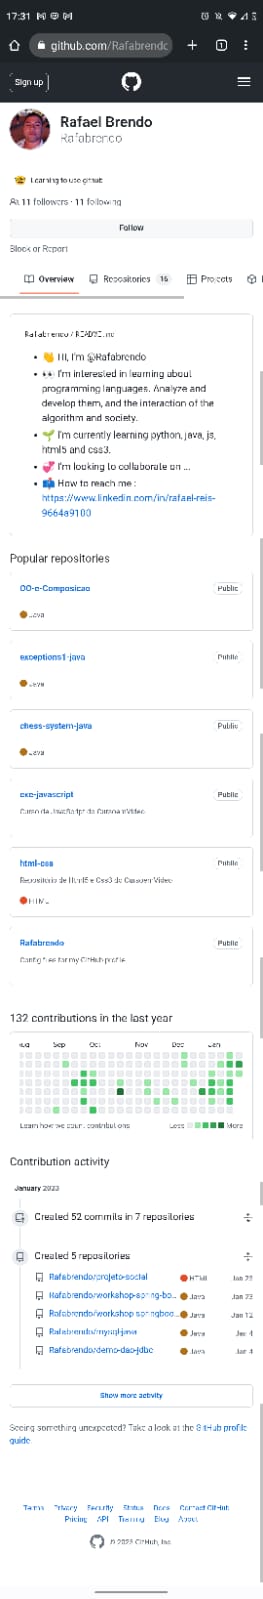 17:31
github.com/Rafabrendo
1
Sign up
Rafael Brendo
Rafabrendo
Learning to use github
11 followers · 11 following
Follow
Block or Report
Overview
Repositories 16
Projects
Rafabrendo / README.md
Hi, I'm @Rafabrendo
I'm interested in learning about
programming languages. Analyze and
develop them, and the interaction of the
algorithm and society.
I'm currently learning python, java, js,
html5 and css3.
I'm looking to collaborate on ...
How to reach me :
https://www.linkedin.com/in/rafael-reis-
9664a9180
Popular repositories
OO-e-Composicao Public
Java
exceptions1-java Public
Java
chess-system-java Public
Java
exe-javascript Public
Curso de JavaScript do CursoemVideo
html-css Public
Repositorio de Html5 e Css3 do CursoemVideo
HTML
Rafabrendo Public
Config files for my GitHub profile.
132 contributions in the last year
Aug Sep Oct Nov Dec Jan
Learn how we count contributions Less More
Contribution activity
January 2023
Created 52 commits in 7 repositories
Created 5 repositories
Rafabrendo/projeto-social HTML Jan 25
Rafabrendo/workshop-spring-bo... Java Jan 23
Rafabrendo/workshop-springboo... Java Jan 12
Rafabrendo/mysql-java Java Jan 4
Rafabrendo/demo-dao-jdbc Java Jan 4
Show more activity
Seeing something unexpected? Take a look at the GitHub profile
guide.
Terms Privacy Security Status Docs Contact GitHub
Pricing API Training Blog About
© 2023 GitHub, Inc.